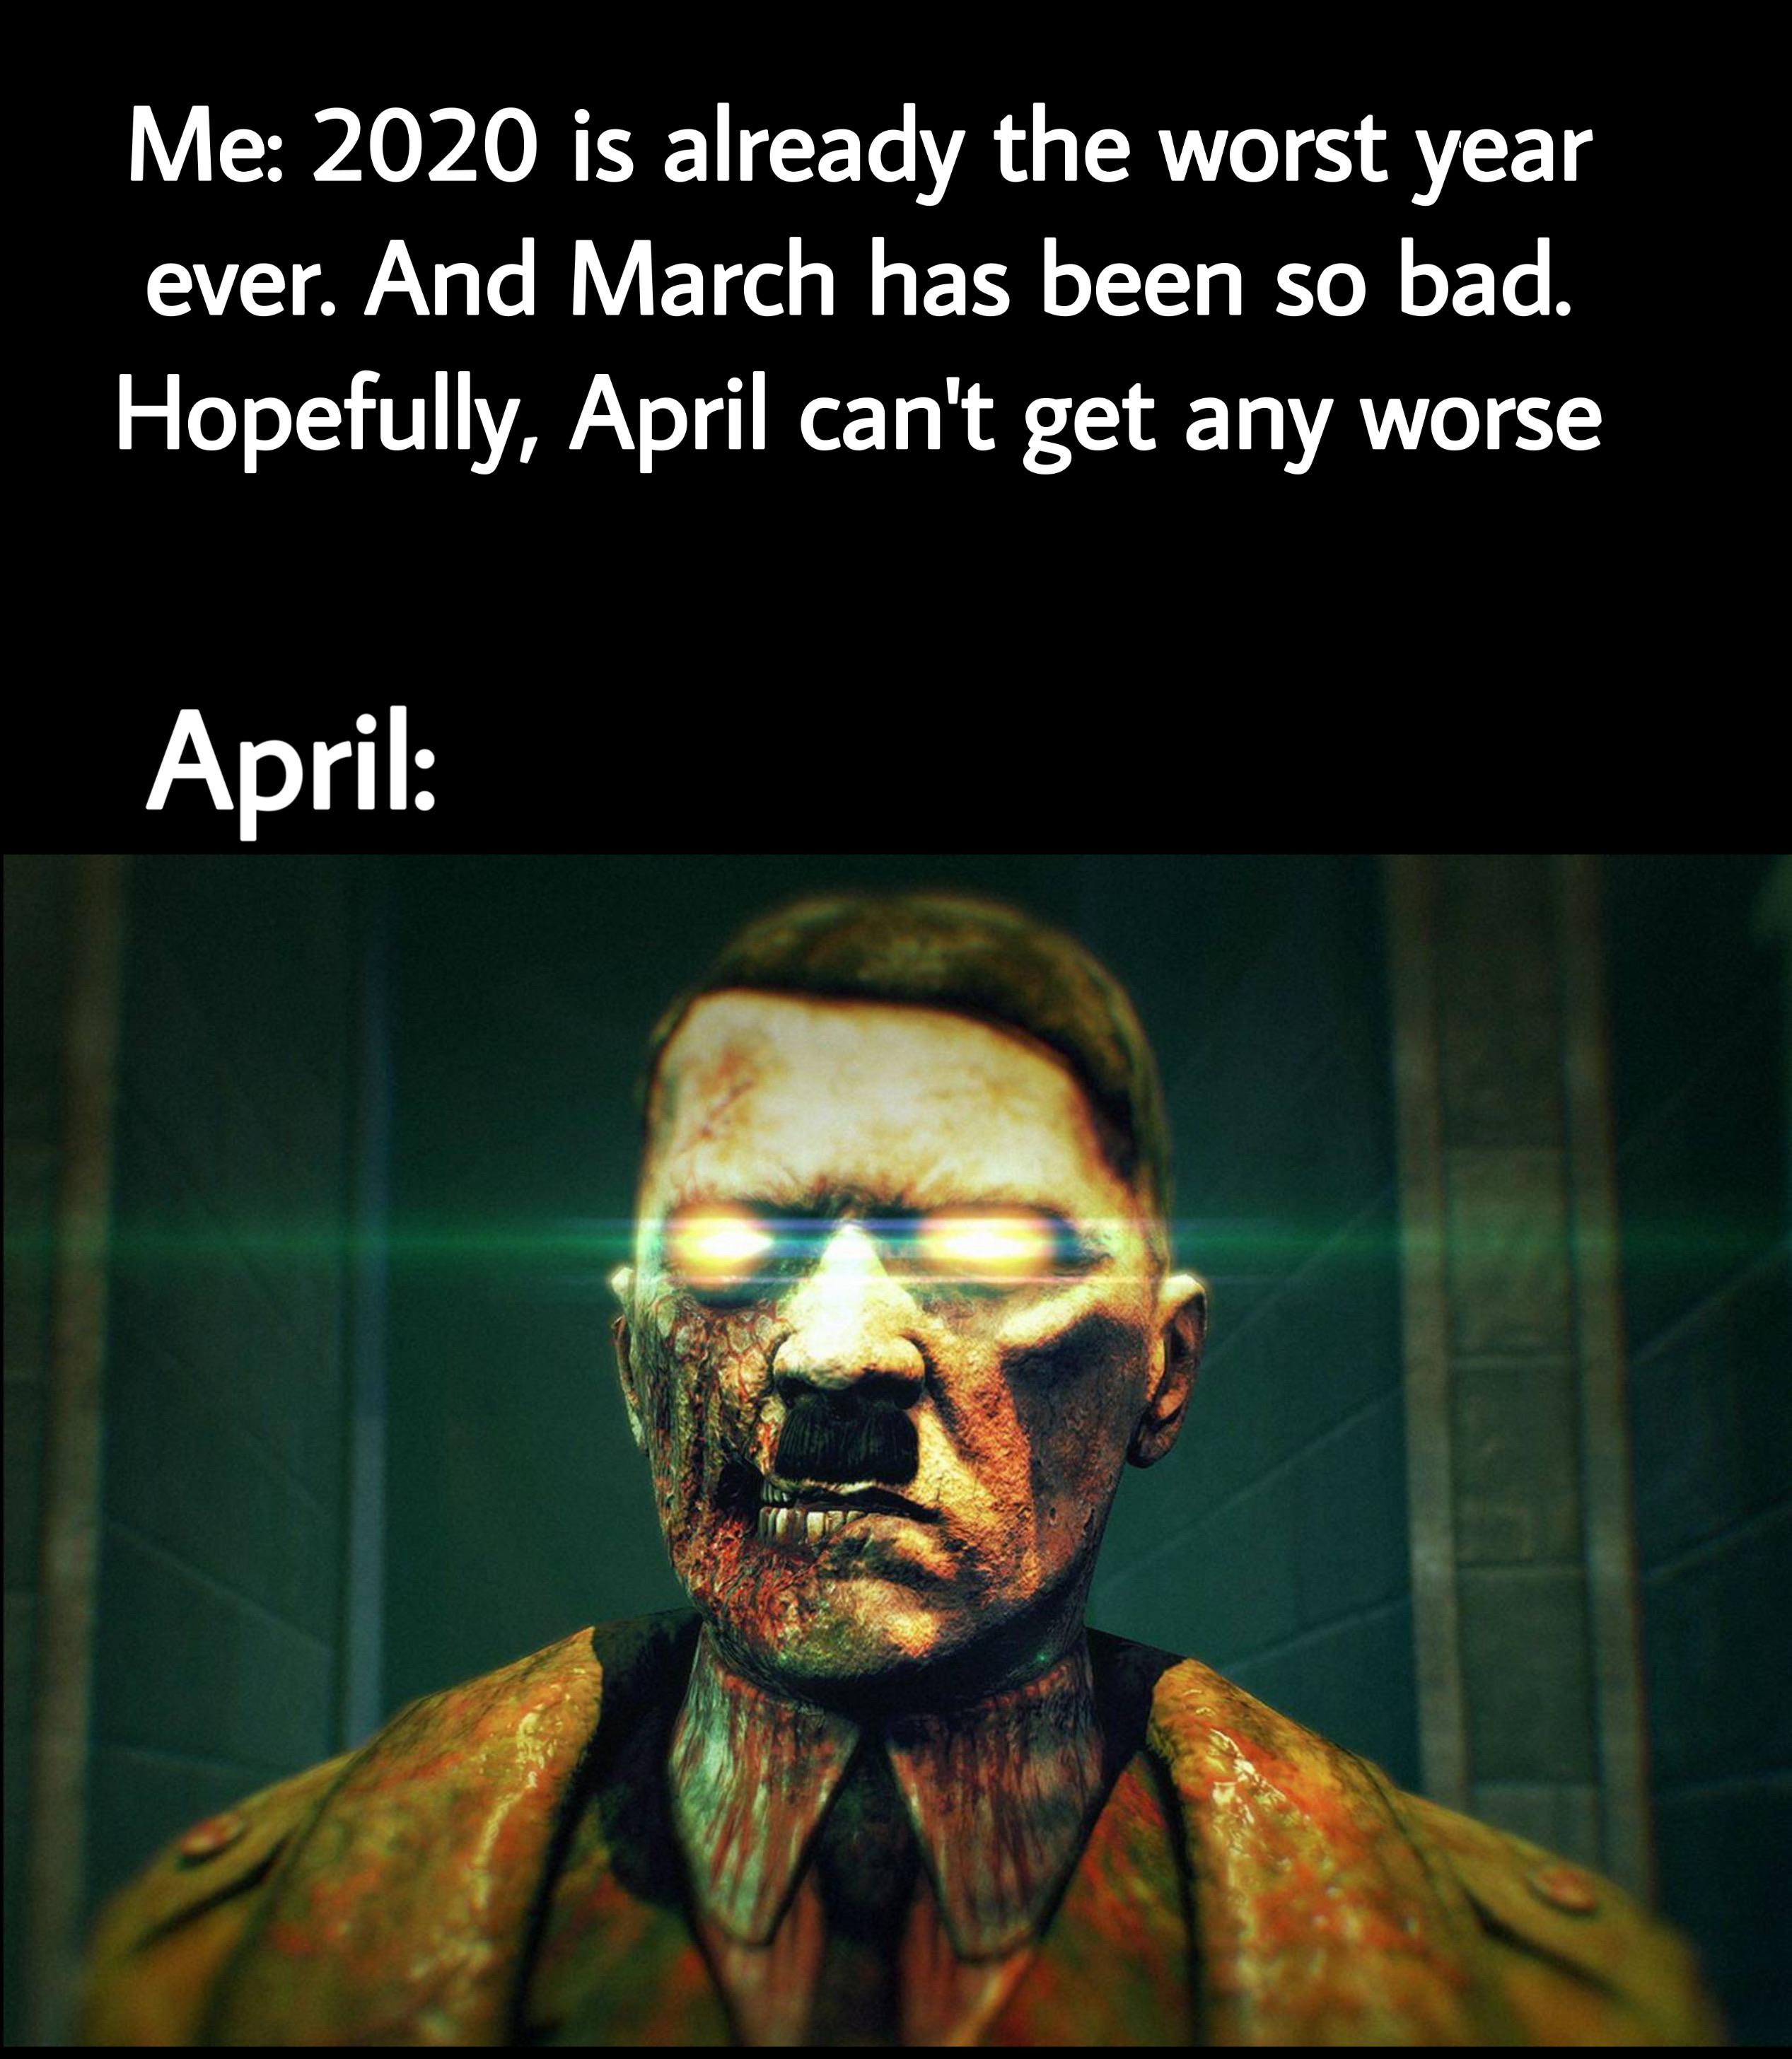 Me: 2020 is already the worst year
ever. And March has been so bad.
Hopefully, April can't get any worse
April: